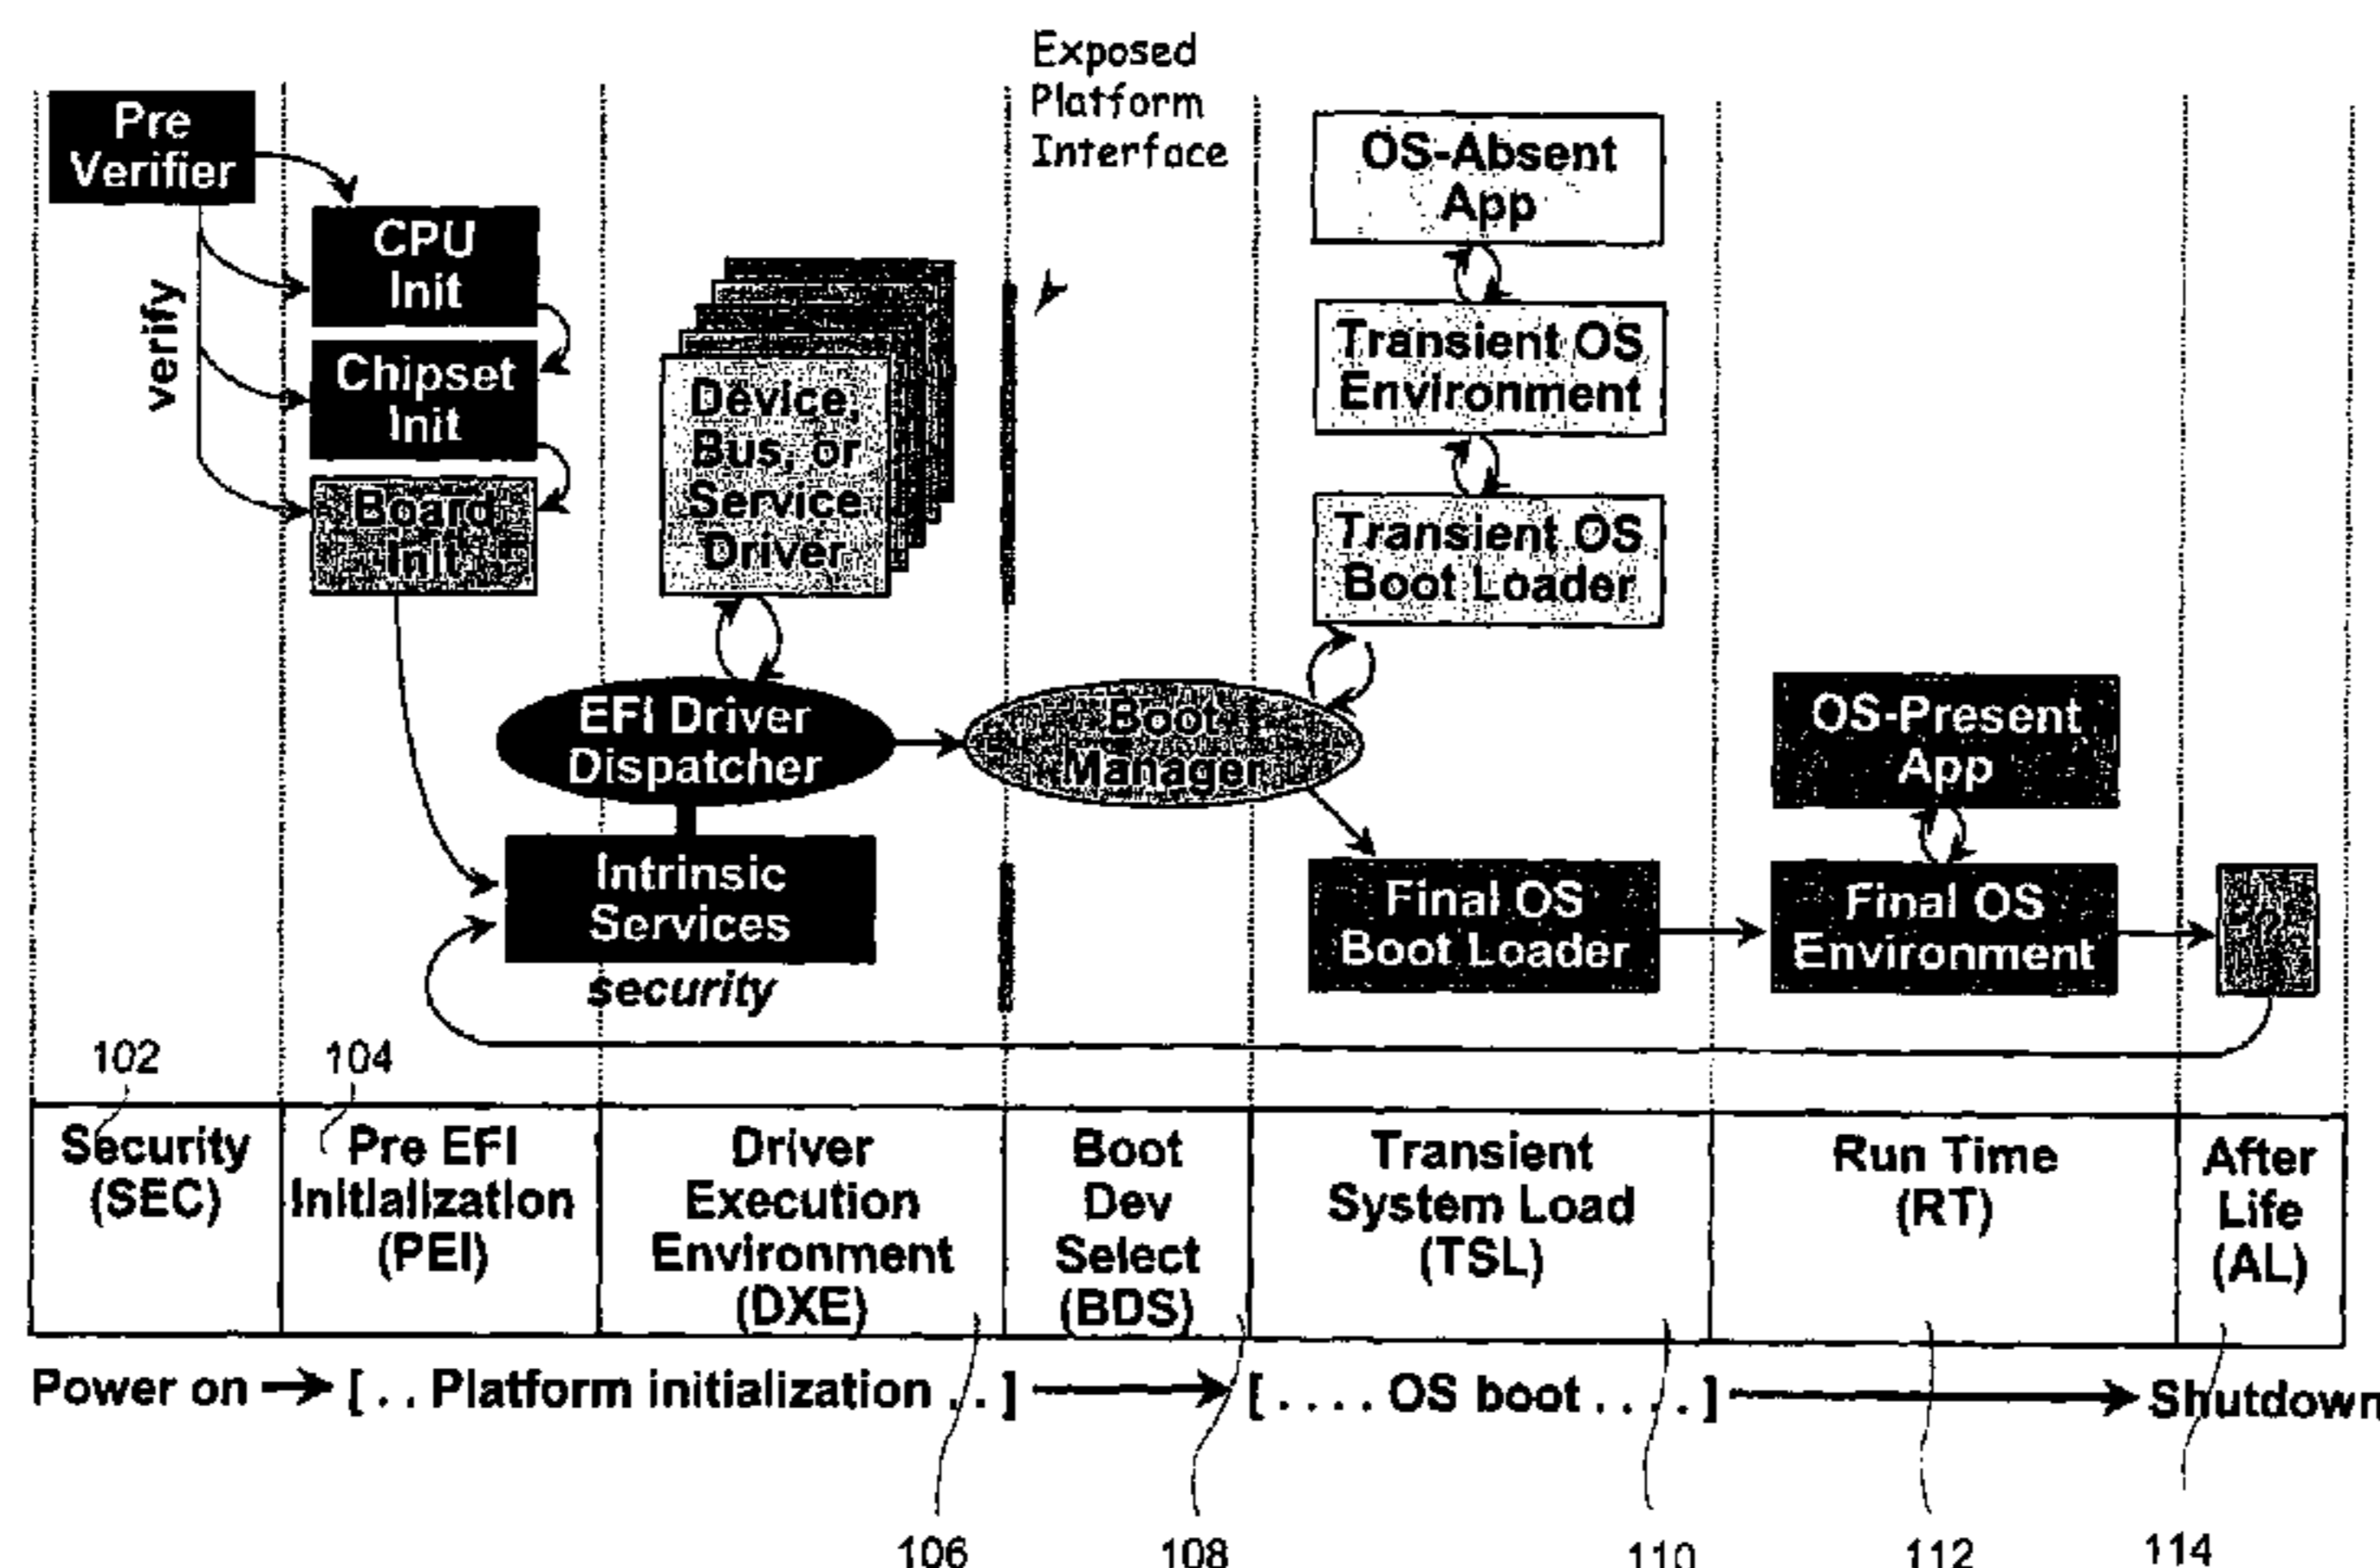 Exposed
Platform
Interface
Pre
Verifier
verify
CPU
Init
Chipset
Init
Board
Init
Device,
Bus, or
Service
Driver
EFI Driver
Dispatcher
Intrinsic
Services
security
Boot
Manager
OS-Absent
App
Transient OS
Environment
Transient OS
Boot Loader
Final OS
Boot Loader
OS-Present
App
Final OS
Environment
?
102
104
Security
(SEC)
Pre EFI
Initialization
(PEI)
Driver
Execution
Environment
(DXE)
Boot
Dev
Select
(BDS)
Transient
System Load
(TSL)
Run Time
(RT)
After
Life
(AL)
Power on → [ . . Platform initialization . . ] → [ . . . . OS boot . . . . ] → Shutdown
106
108
110
112
114